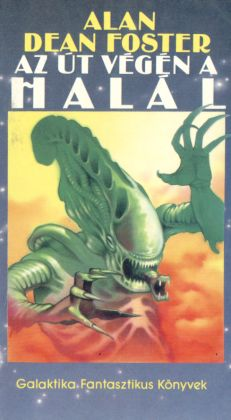 ALAN
DEAN FOSTER
AZ ÚT VÉGÉN A
HALÁL
Galaktika Fantasztikus Könyvek